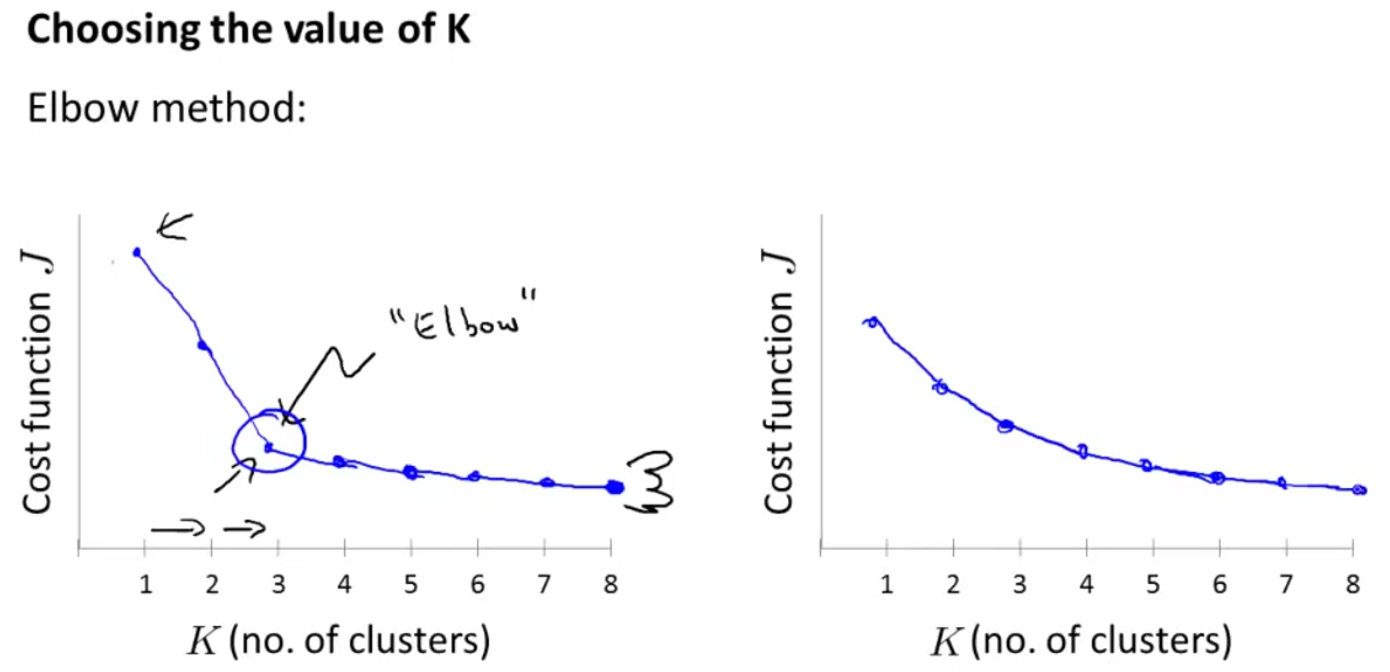 Choosing the value of K
Elbow method:
Cost function J
"Elbow"
1 2 3 4 5 6 7 8
K (no. of clusters)
Cost function J
1 2 3 4 5 6 7 8
K (no. of clusters)